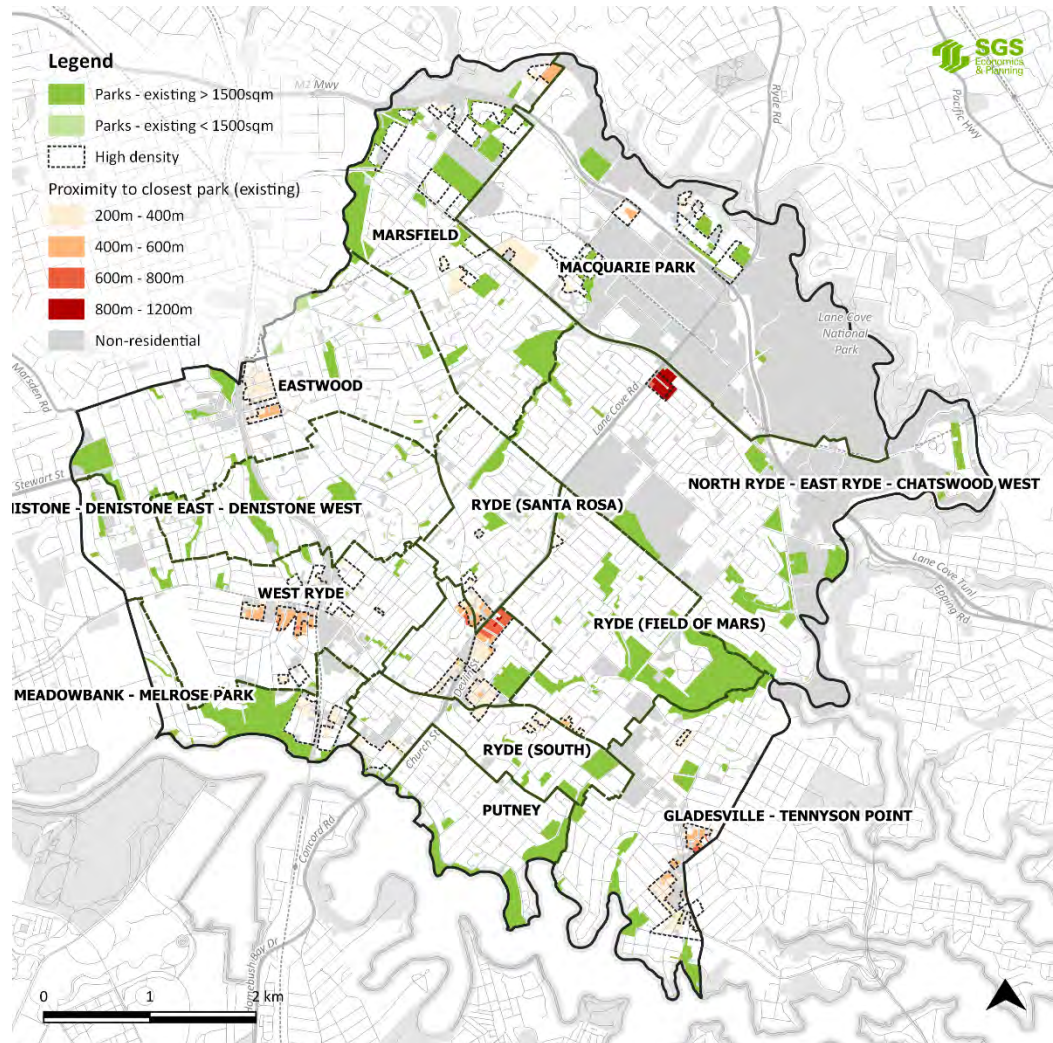 Legend
Parks - existing > 1500sqm
Parks - existing < 1500sqm
High density
Proximity to closest park (existing)
200m - 400m
400m - 600m
600m - 800m
800m - 1200m
Non-residential
SGS
Economics
& Planning
M2 Mwy
Ryde Rd
Pacific Hwy
MARSFIELD
MACQUARIE PARK
Lane Cove
National
Park
Marsden Rd
EASTWOOD
Lane Cove Rd
Stewart St
NORTH RYDE - EAST RYDE - CHATSWOOD WEST
RYDE (SANTA ROSA)
NISTONE - DENISTONE EAST - DENISTONE WEST
Lane Cove Tunl
Epping Rd
WEST RYDE
RYDE (FIELD OF MARS)
Devlin St
MEADOWBANK - MELROSE PARK
Church St
RYDE (SOUTH)
PUTNEY
GLADESVILLE - TENNYSON POINT
Concord Rd
Homebush Bay Dr
0 1 2 km